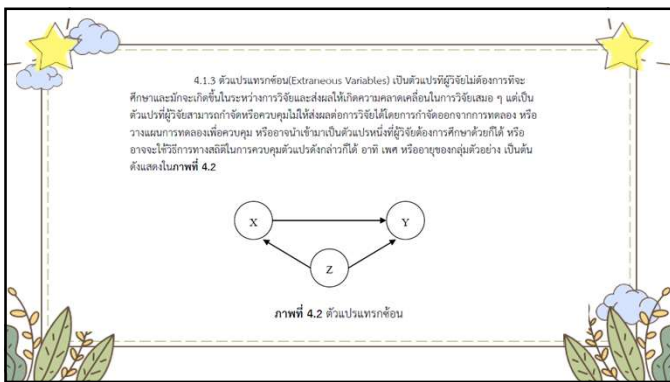 4.1.3 ตัวแปรแทรกซ้อน(Extraneous Variables) เป็นตัวแปรที่ผู้วิจัยไม่ต้องการที่จะ
ศึกษาและมักจะเกิดขึ้นในระหว่างการวิจัยและส่งผลให้เกิดความคลาดเคลื่อนในการวิจัยเสมอ ๆ แต่เป็น
ตัวแปรที่ผู้วิจัยสามารถกำจัดหรือควบคุมไม่ให้ส่งผลต่อการวิจัยได้โดยการกำจัดออกจากการทดลอง หรือ
วางแผนการทดลองเพื่อควบคุม หรืออาจนำเข้ามาเป็นตัวแปรหนึ่งที่ผู้วิจัยต้องการศึกษาด้วยก็ได้ หรือ
อาจจะใช้วิธีการทางสถิติในการควบคุมตัวแปรดังกล่าวก็ได้ อาทิ เพศ หรืออายุของกลุ่มตัวอย่าง เป็นต้น
ดังแสดงในภาพที่ 4.2
X
Y
Z
ภาพที่ 4.2 ตัวแปรแทรกซ้อน